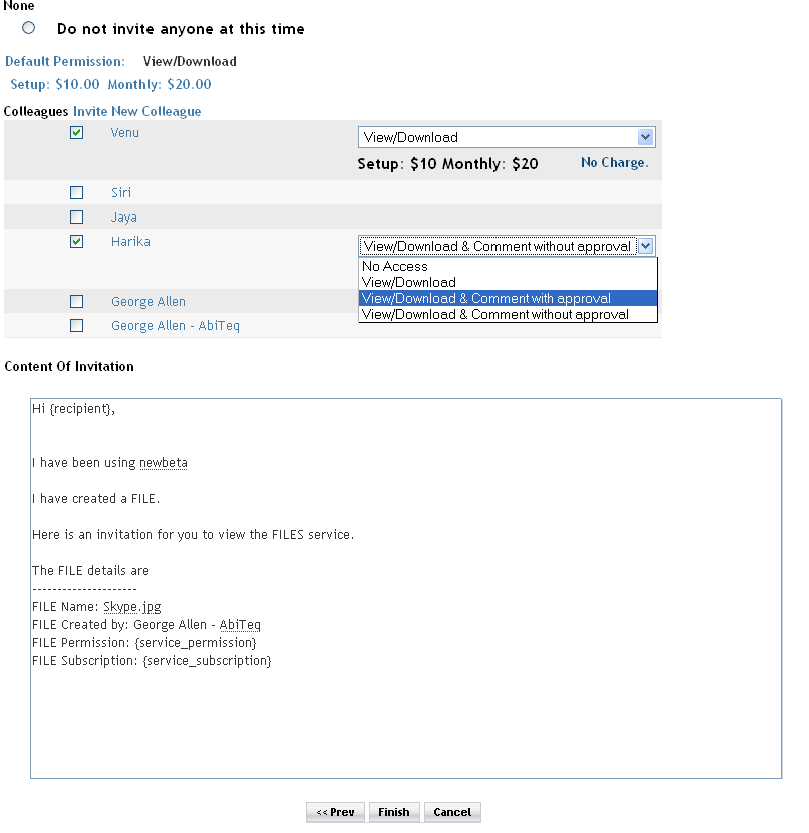 None
Do not invite anyone at this time
Default Permission: View/Download
Setup: $10.00 Monthly: $20.00
Colleagues Invite New Colleague
Venu View/Download
Setup: $10 Monthly: $20 No Charge.
Siri
Jaya
Harika View/Download & Comment without approval
No Access
View/Download
View/Download & Comment with approval
View/Download & Comment without approval
George Allen
George Allen - AbiTeq
Content Of Invitation
Hi {recipient},
I have been using newbeta
I have created a FILE.
Here is an invitation for you to view the FILES service.
The FILE details are
---------------------
FILE Name: Skype.jpg
FILE Created by: George Allen - AbiTeq
FILE Permission: {service_permission}
FILE Subscription: {service_subscription}
<< Prev Finish Cancel